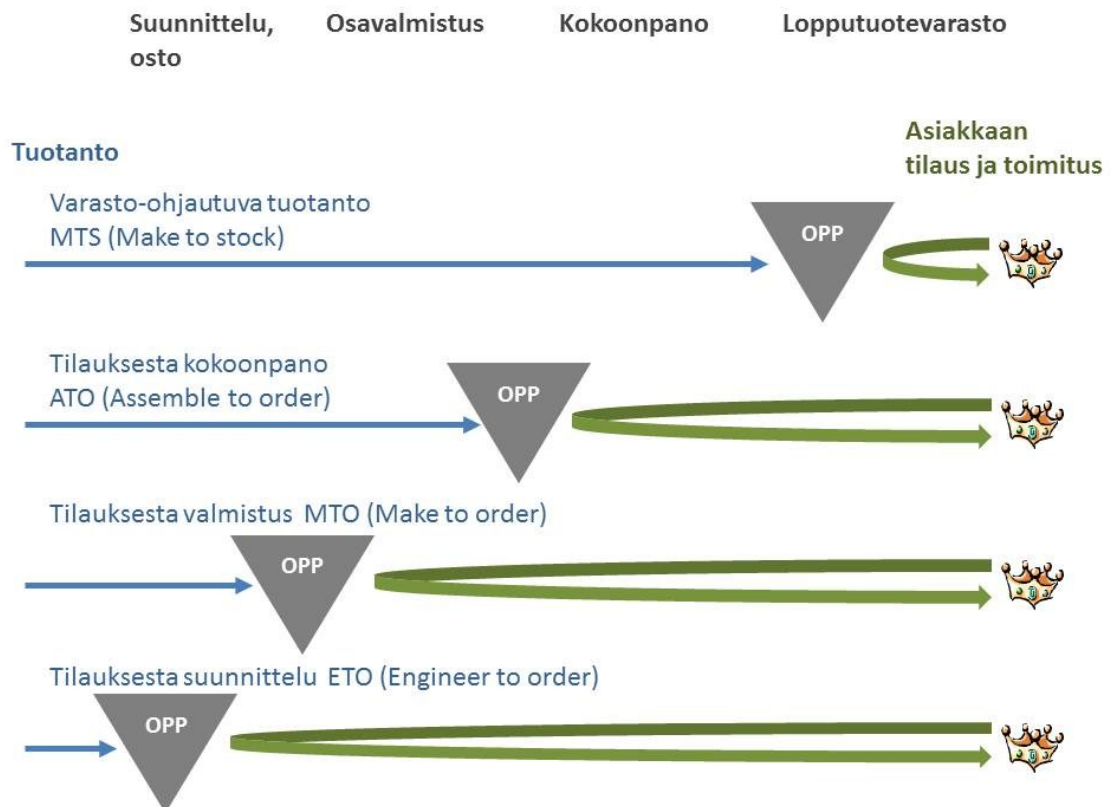 Suunnittelu,
osto
Osavalmistus
Kokoonpano
Lopputuotevarasto
Asiakkaan
tilaus ja toimitus
Tuotanto
Varasto-ohjautuva tuotanto
MTS (Make to stock)
OPP
Tilauksesta kokoonpano
ATO (Assemble to order)
OPP
Tilauksesta valmistus MTO (Make to order)
OPP
Tilauksesta suunnittelu ETO (Engineer to order)
OPP